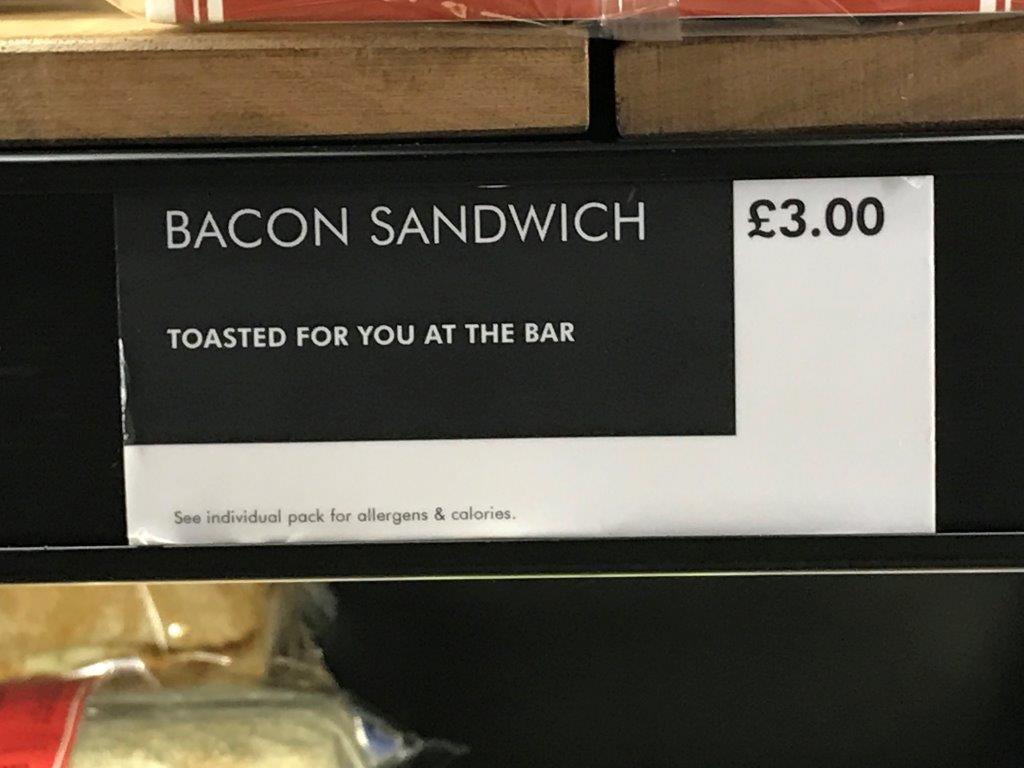 BACON SANDWICH
£3.00
TOASTED FOR YOU AT THE BAR
See individual pack for allergens & calories.